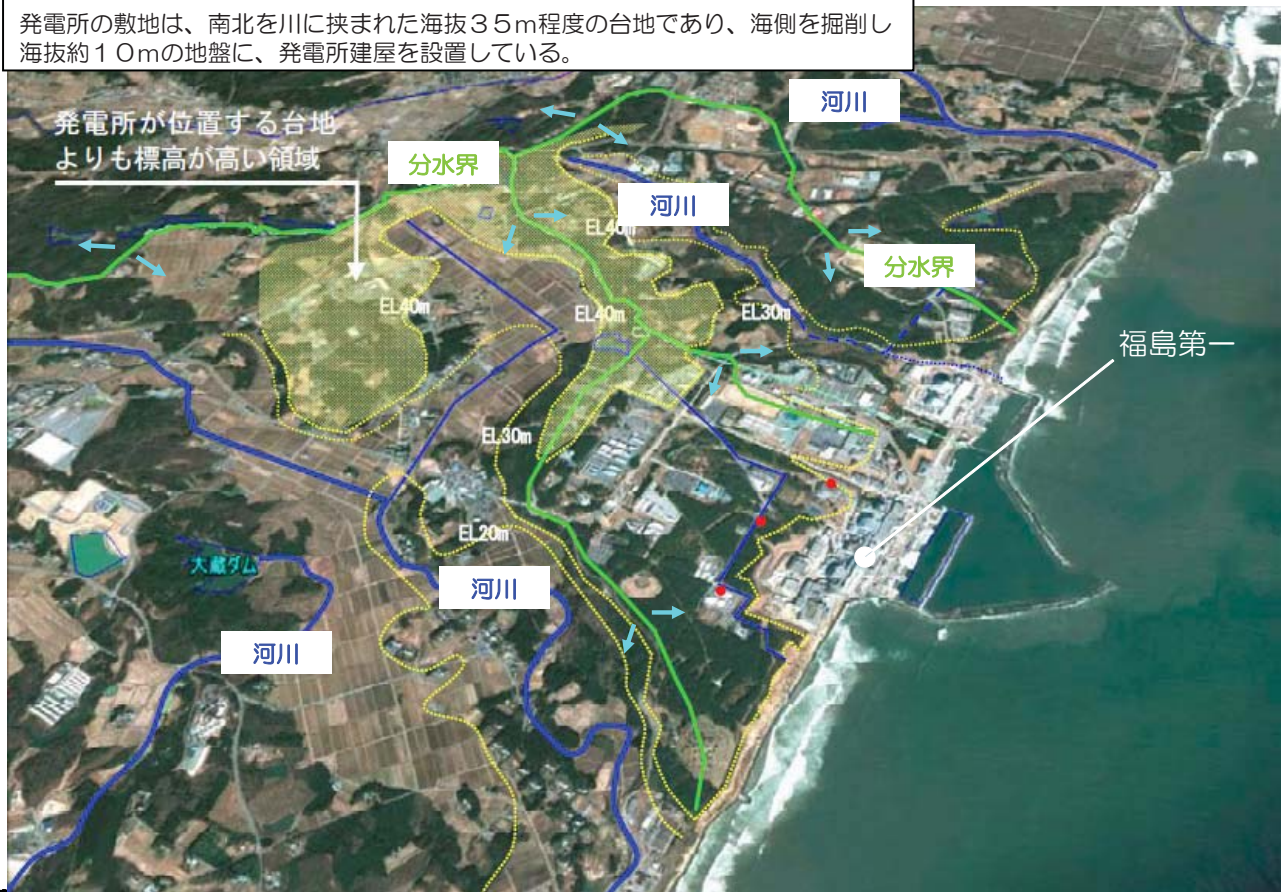 発電所の敷地は、南北を川に挟まれた海抜３５ｍ程度の台地であり、海側を掘削し
海抜約１０ｍの地盤に、発電所建屋を設置している。
発電所が位置する台地
よりも標高が高い領域
河川
分水界
河川
EL40m
分水界
EL40m
EL40m
EL30m
福島第一
EL30m
EL20m
大蔵ダム
河川
河川